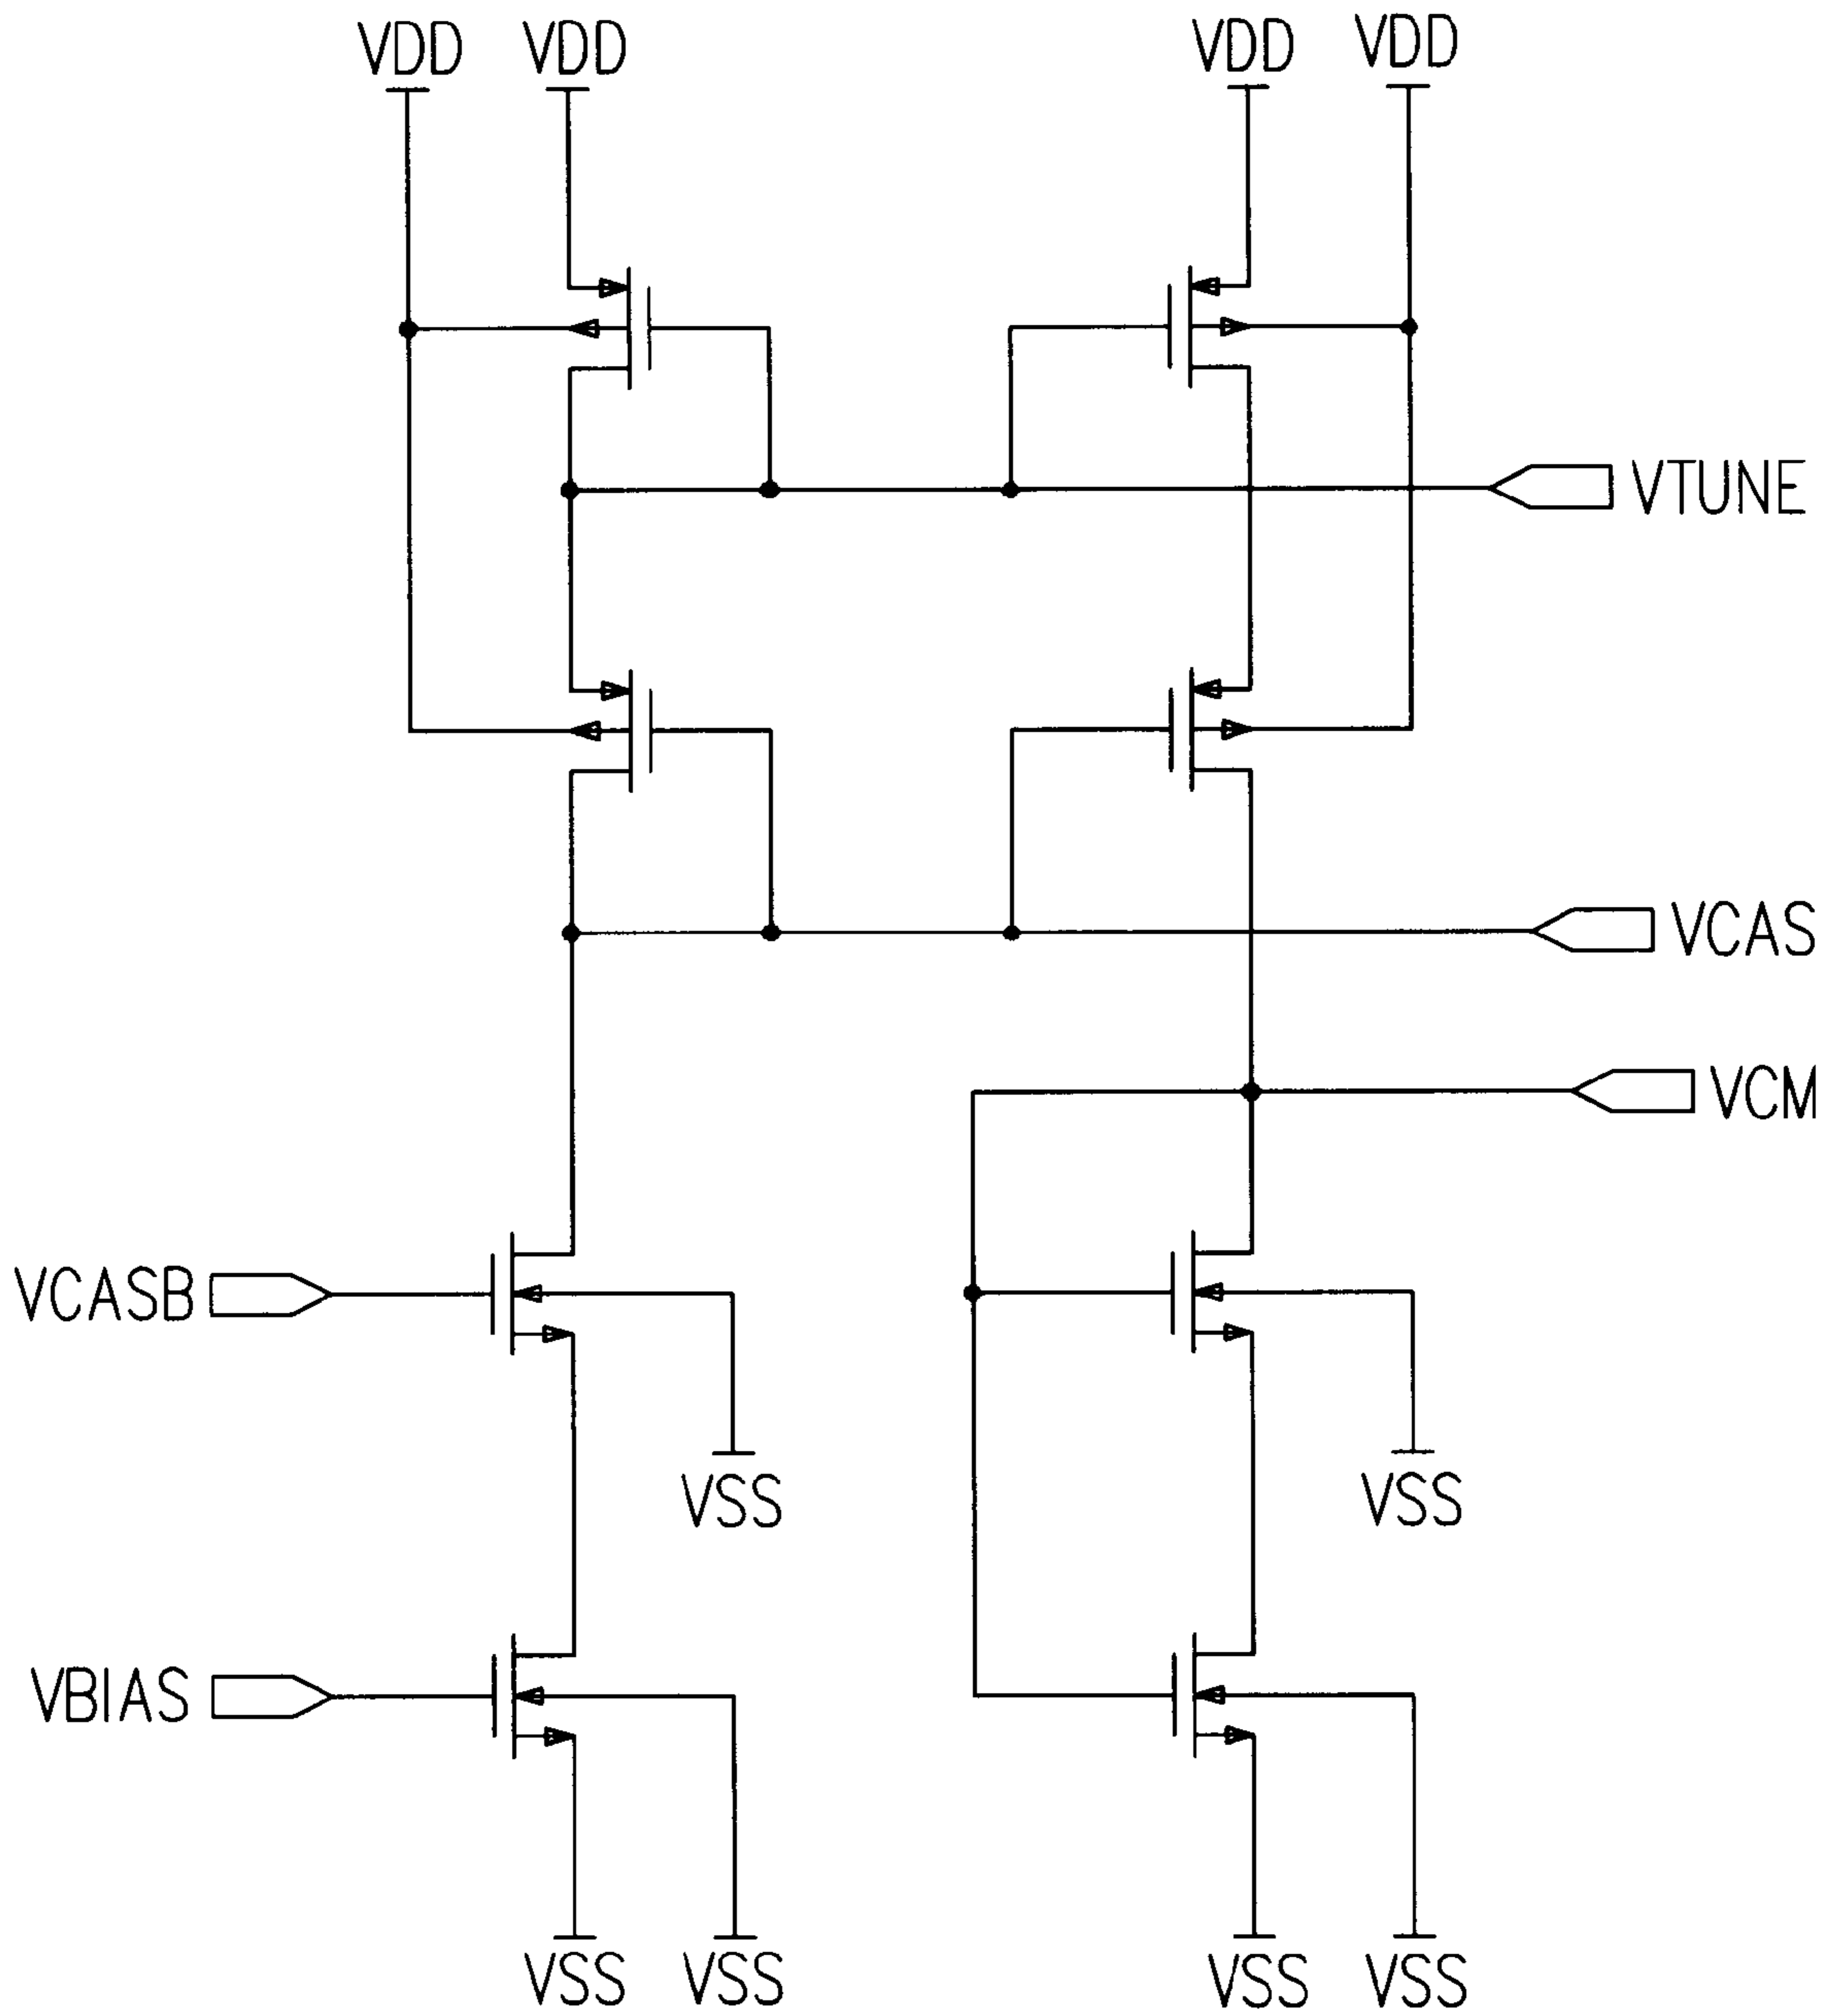 VDD VDD VDD VDD
VTUNE
VCAS
VCM
VCASB
VSS VSS
VBIAS
VSS VSS VSS VSS